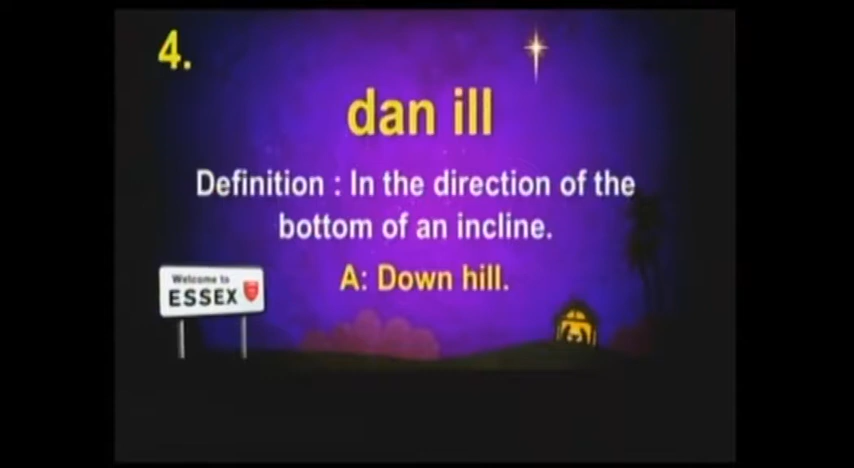 4.
dan ill
Definition : In the direction of the
bottom of an incline.
A: Down hill.
Welcome to
ESSEX